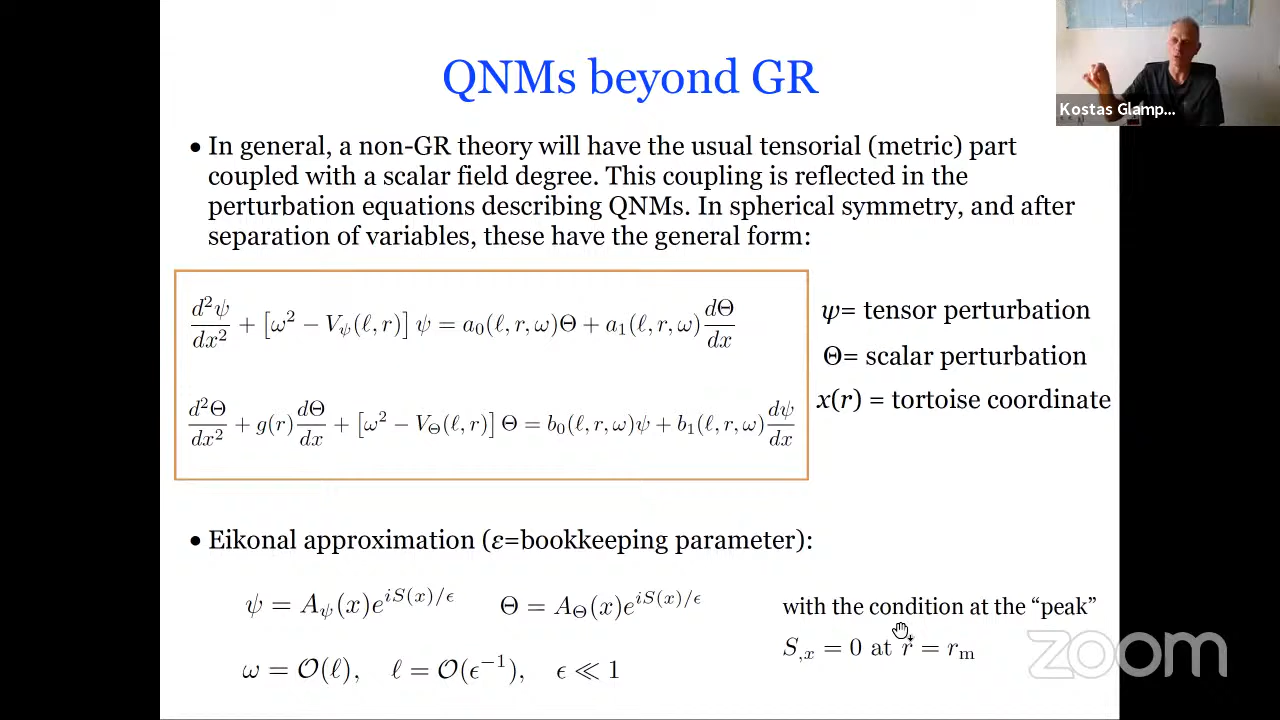 QNMs beyond GR
Kostas Glamp...
• In general, a non-GR theory will have the usual tensorial (metric) part
coupled with a scalar field degree. This coupling is reflected in the
perturbation equations describing QNMs. In spherical symmetry, and after
separation of variables, these have the general form:
d²ψ/dx² + [ω² − V_ψ(ℓ, r)] ψ = a₀(ℓ, r, ω)Θ + a₁(ℓ, r, ω) dΘ/dx
d²Θ/dx² + g(r) dΘ/dx + [ω² − V_Θ(ℓ, r)] Θ = b₀(ℓ, r, ω)ψ + b₁(ℓ, r, ω) dψ/dx
ψ= tensor perturbation
Θ= scalar perturbation
x(r) = tortoise coordinate
• Eikonal approximation (ε=bookkeeping parameter):
ψ = A_ψ(x)e^{iS(x)/ϵ} Θ = A_Θ(x)e^{iS(x)/ϵ}
ω = O(ℓ), ℓ = O(ϵ⁻¹), ϵ ≪ 1
with the condition at the “peak”
S,ₓ = 0 at r = r_m
zoom